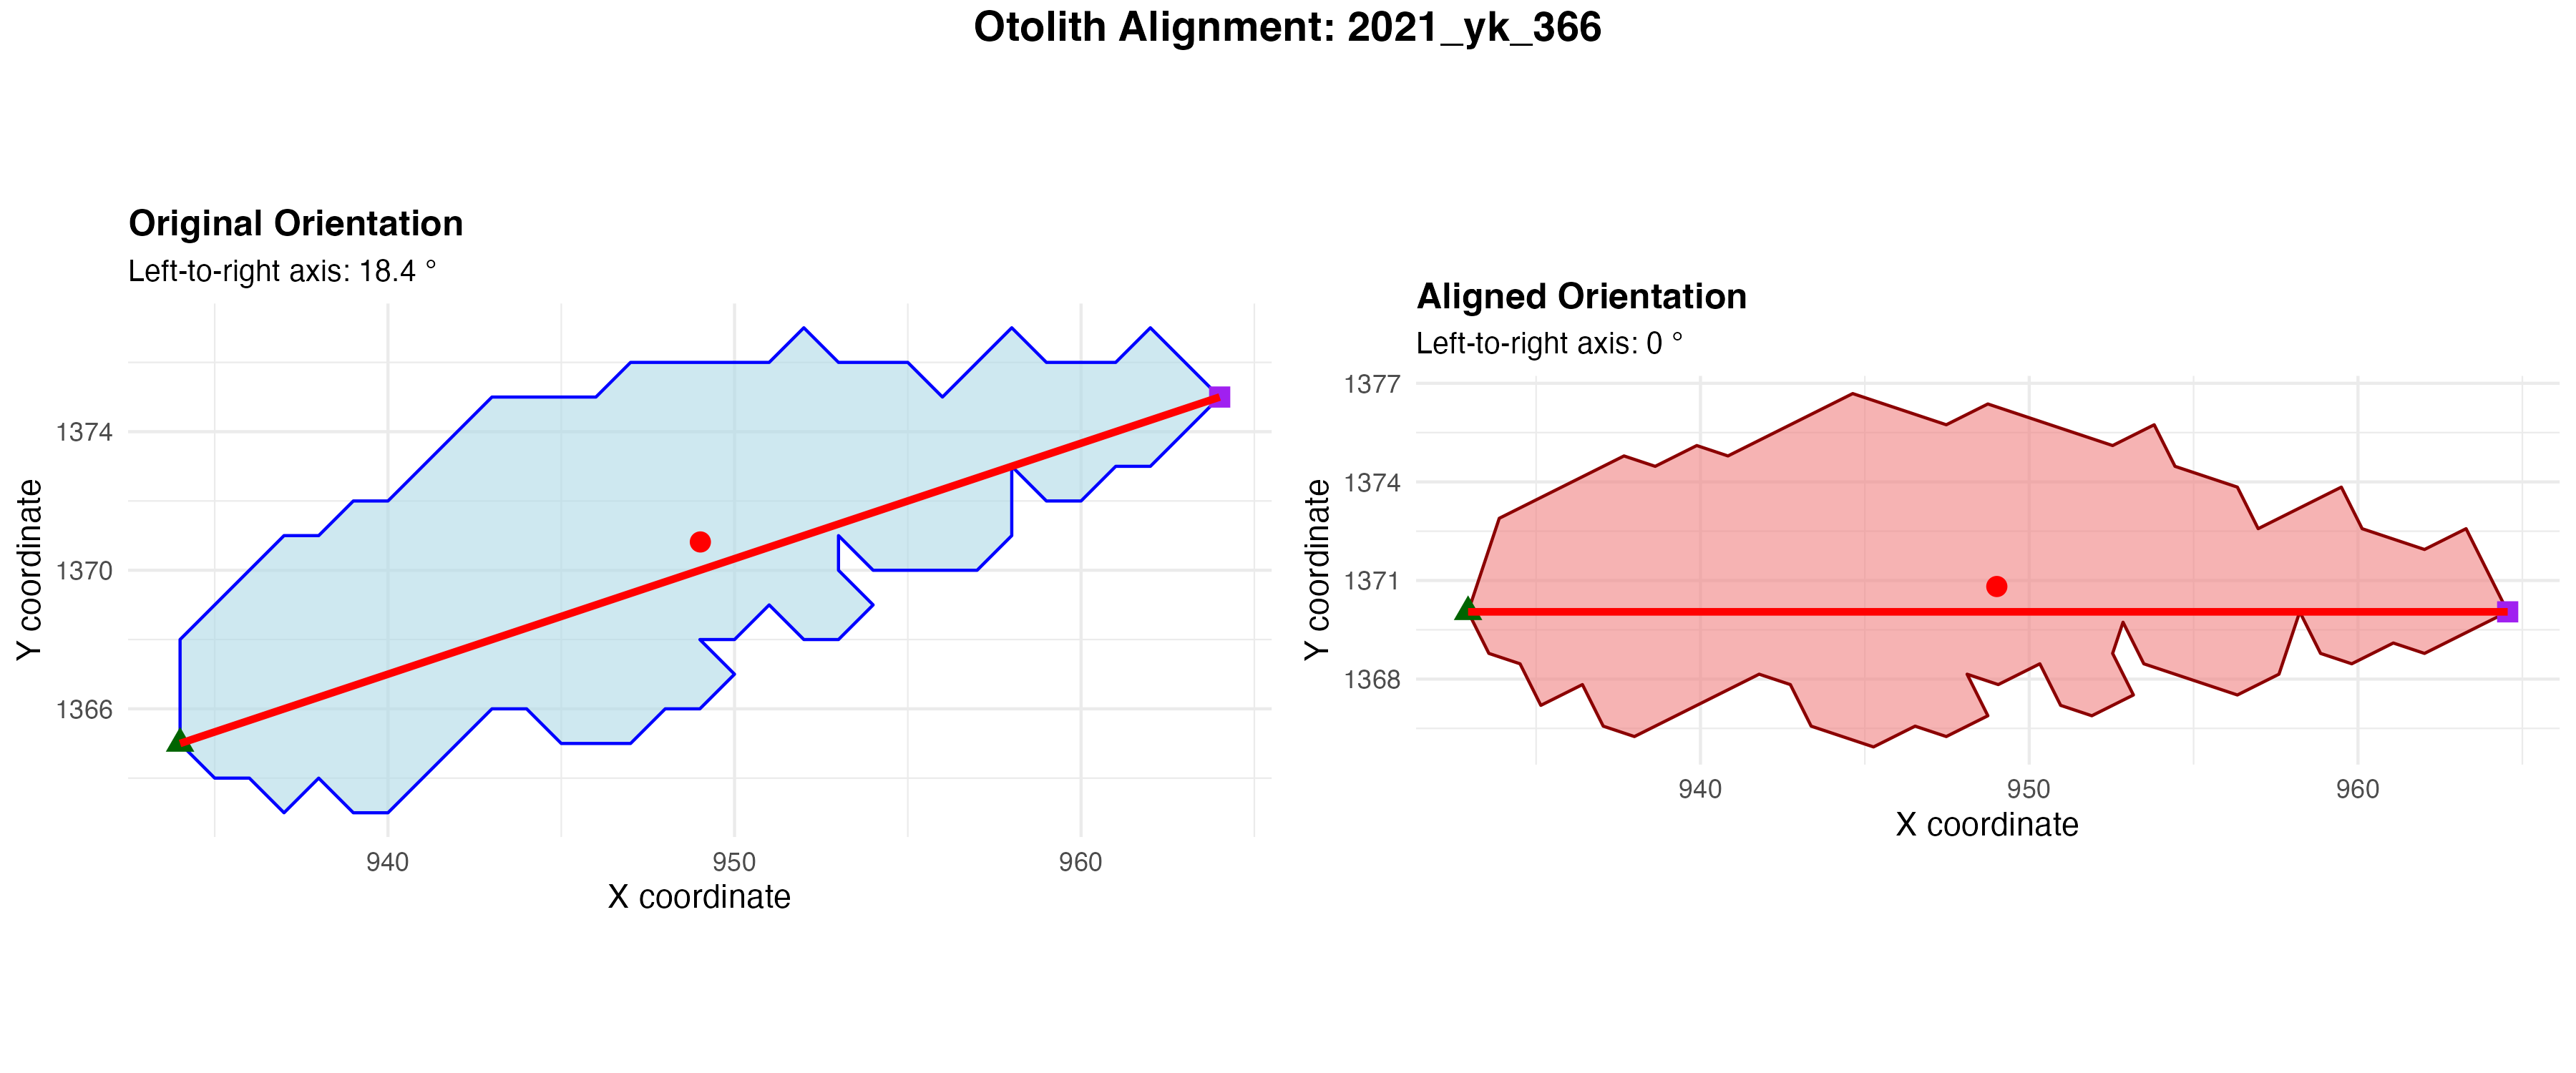 Otolith Alignment: 2021_yk_366
Original Orientation
Left-to-right axis: 18.4 °
Y coordinate
1374
1370
1366
940
950
960
X coordinate
Aligned Orientation
Left-to-right axis: 0 °
Y coordinate
1377
1374
1371
1368
940
950
960
X coordinate